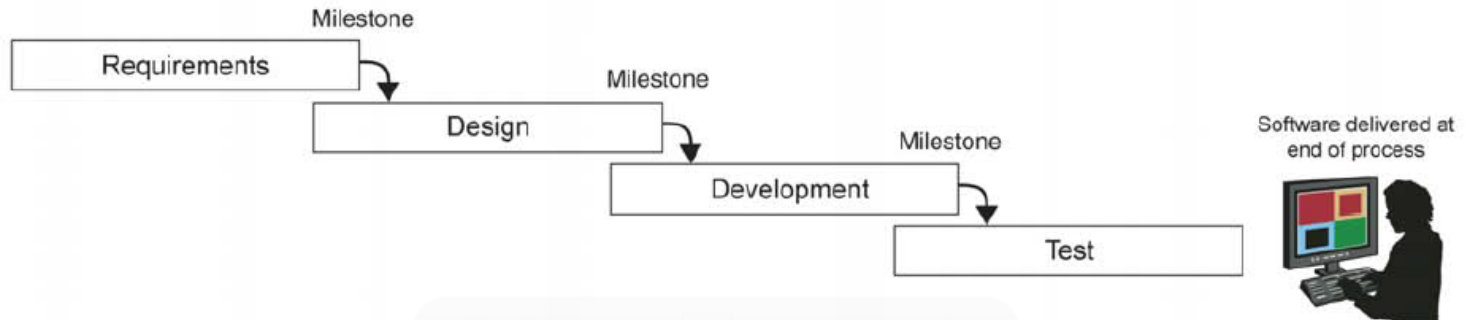 Milestone
Requirements
Milestone
Design
Milestone
Development
Test
Software delivered at
end of process